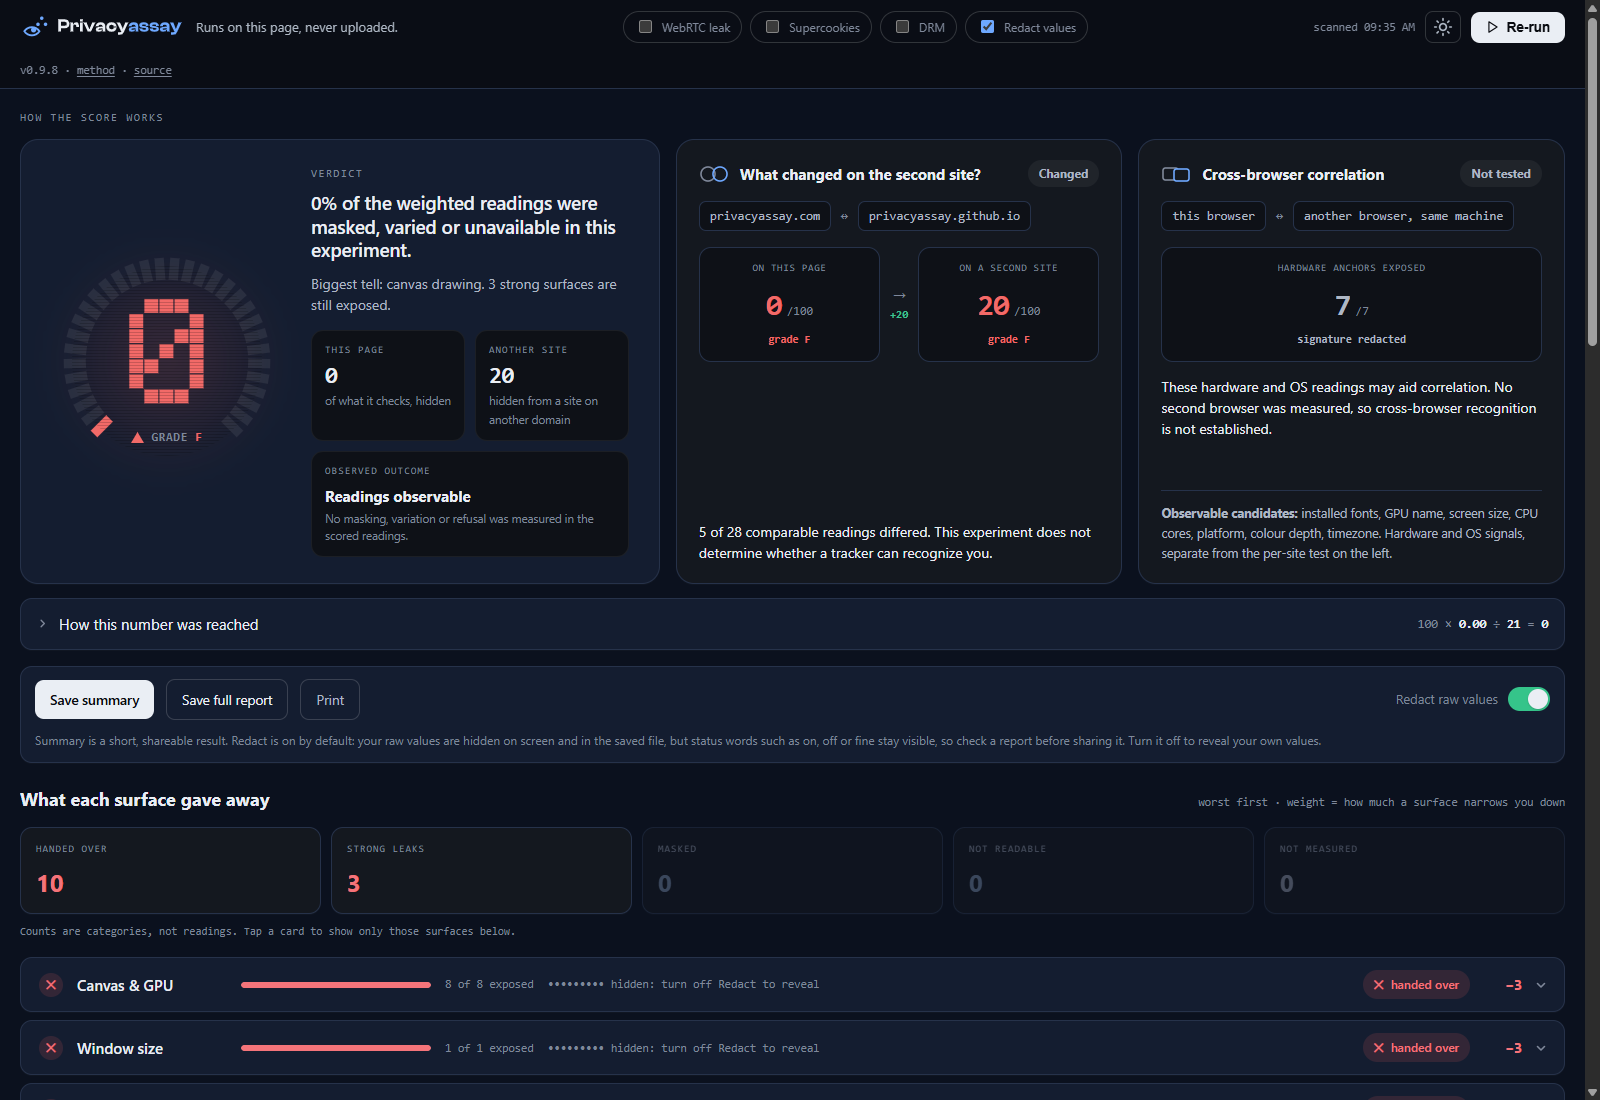 Privacyassay Runs on this page, never uploaded.
WebRTC leak
Supercookies
DRM
Redact values
scanned 09:35 AM
Re-run
v0.9.8 · method · source
HOW THE SCORE WORKS
0
GRADE F
VERDICT
0% of the weighted readings were
masked, varied or unavailable in this
experiment.
Biggest tell: canvas drawing. 3 strong surfaces are
still exposed.
THIS PAGE
0
of what it checks, hidden
ANOTHER SITE
20
hidden from a site on
another domain
OBSERVED OUTCOME
Readings observable
No masking, variation or refusal was measured in the
scored readings.
What changed on the second site?
Changed
privacyassay.com ↔ privacyassay.github.io
ON THIS PAGE
0 /100
grade F
→
+20
ON A SECOND SITE
20 /100
grade F
5 of 28 comparable readings differed. This experiment does not
determine whether a tracker can recognize you.
Cross-browser correlation
Not tested
this browser ↔ another browser, same machine
HARDWARE ANCHORS EXPOSED
7 /7
signature redacted
These hardware and OS readings may aid correlation. No
second browser was measured, so cross-browser recognition
is not established.
Observable candidates: installed fonts, GPU name, screen size, CPU
cores, platform, colour depth, timezone. Hardware and OS signals,
separate from the per-site test on the left.
How this number was reached
100 × 0.00 ÷ 21 = 0
Save summary
Save full report
Print
Redact raw values
Summary is a short, shareable result. Redact is on by default: your raw values are hidden on screen and in the saved file, but status words such as on, off or fine stay visible, so check a report before sharing it. Turn it off to reveal your own values.
What each surface gave away
worst first · weight = how much a surface narrows you down
HANDED OVER
10
STRONG LEAKS
3
MASKED
0
NOT READABLE
0
NOT MEASURED
0
Counts are categories, not readings. Tap a card to show only those surfaces below.
Canvas & GPU
8 of 8 exposed ••••••••• hidden: turn off Redact to reveal
handed over
−3
Window size
1 of 1 exposed ••••••••• hidden: turn off Redact to reveal
handed over
−3